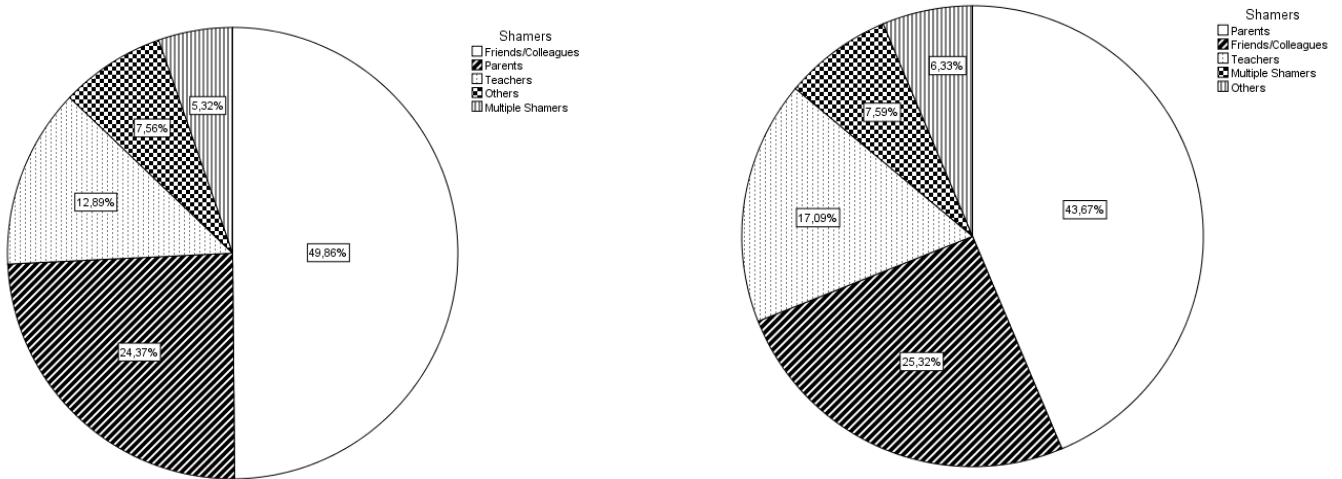 Shamers
Friends/Colleagues
Parents
Teachers
Others
Multiple Shamers
5,32%
7,56%
12,89%
49,86%
24,37%
Shamers
Parents
Friends/Colleagues
Teachers
Multiple Shamers
Others
6,33%
7,59%
43,67%
17,09%
25,32%